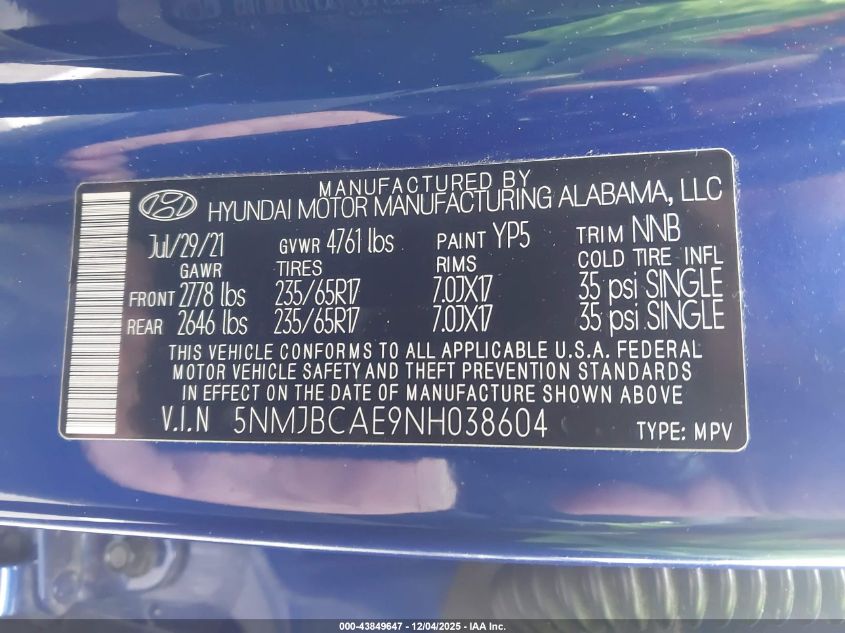 MANUFACTURED BY
HYUNDAI MOTOR MANUFACTURING ALABAMA, LLC
Jul/29/21 GVWR 4761 lbs PAINT YP5 TRIM NNB
GAWR TIRES RIMS COLD TIRE INFL
FRONT 2778 lbs 235/65R17 7.0JX17 35 psi SINGLE
REAR 2646 lbs 235/65R17 7.0JX17 35 psi SINGLE
THIS VEHICLE CONFORMS TO ALL APPLICABLE U.S.A. FEDERAL
MOTOR VEHICLE SAFETY AND THEFT PREVENTION STANDARDS
IN EFFECT ON THE DATE OF MANUFACTURE SHOWN ABOVE
V.I.N 5NMJBCAE9NH038604 TYPE: MPV
000-43849647 - 12/04/2025 - IAA Inc.